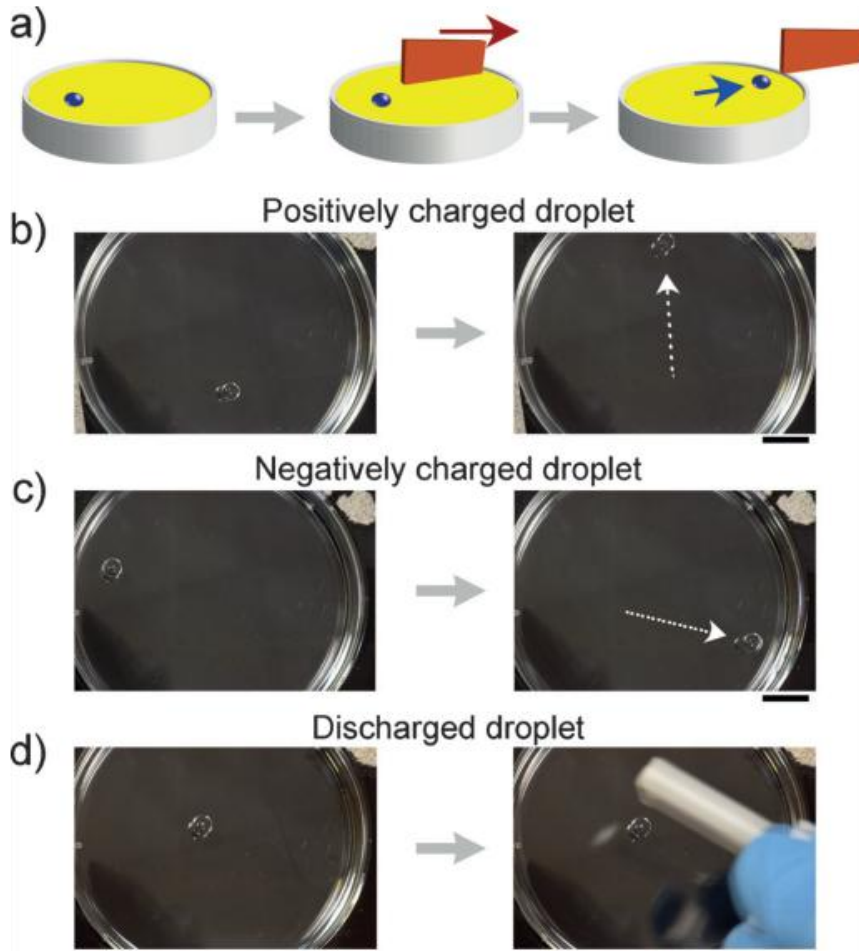 a)
Positively charged droplet
b)
Negatively charged droplet
c)
Discharged droplet
d)